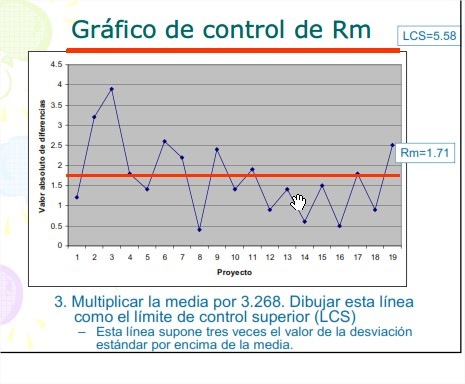 Gráfico de control de Rm
LCS=5.58
4.5
4
3.5
3
2.5
2
1.5
1
0.5
0
Valor absoluto de diferencias
Rm=1.71
1 2 3 4 5 6 7 8 9 10 11 12 13 14 15 16 17 18 19
Proyecto
3. Multiplicar la media por 3.268. Dibujar esta línea
como el límite de control superior (LCS)
– Esta línea supone tres veces el valor de la desviación
estándar por encima de la media.